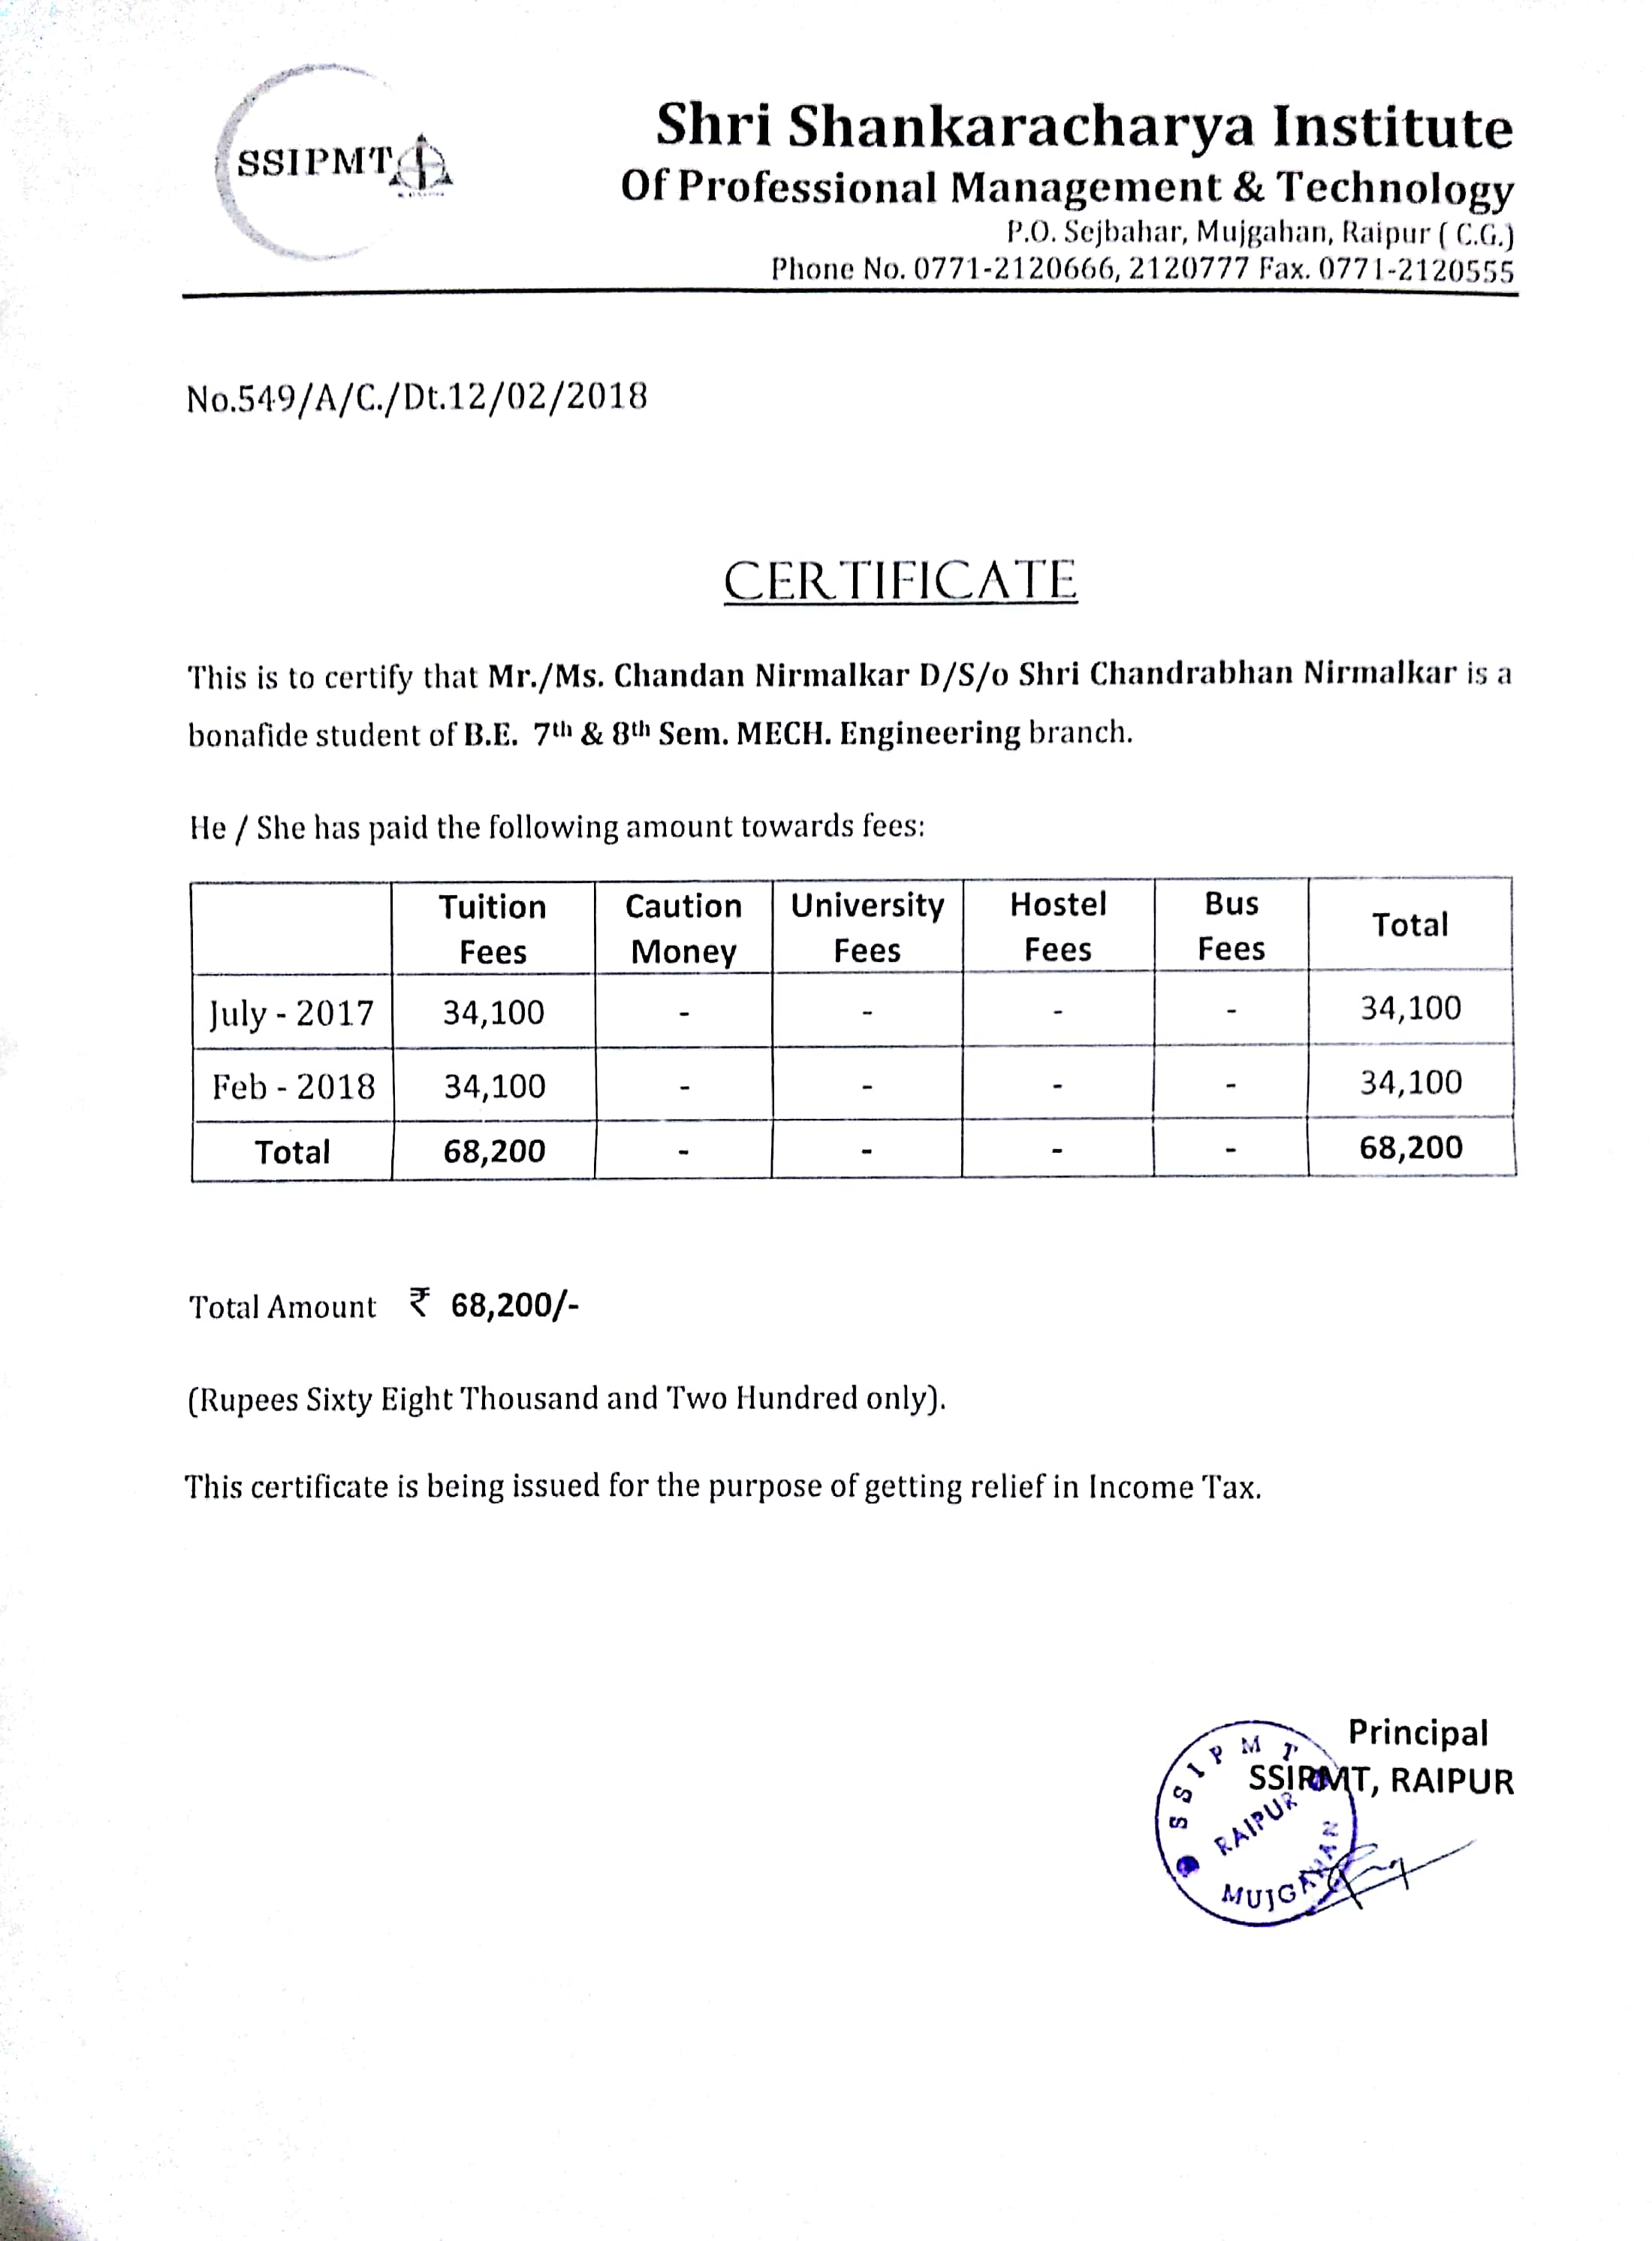 SSIPMT
Shri Shankaracharya Institute
Of Professional Management & Technology
P.O. Sejbahar, Mujgahan, Raipur ( C.G.)
Phone No. 0771-2120666, 2120777 Fax. 0771-2120555
No.549/A/C./Dt.12/02/2018
CERTIFICATE
This is to certify that Mr./Ms. Chandan Nirmalkar D/S/o Shri Chandrabhan Nirmalkar is a
bonafide student of B.E. 7th & 8th Sem. MECH. Engineering branch.
He / She has paid the following amount towards fees:
Tuition Fees Caution Money University Fees Hostel Fees Bus Fees Total
July - 2017 34,100 - - - - 34,100
Feb - 2018 34,100 - - - - 34,100
Total 68,200 - - - - 68,200
Total Amount ₹ 68,200/-
(Rupees Sixty Eight Thousand and Two Hundred only).
This certificate is being issued for the purpose of getting relief in Income Tax.
Principal
SSIPMT, RAIPUR
SSIPMT
RAIPUR
MUJGAHAN